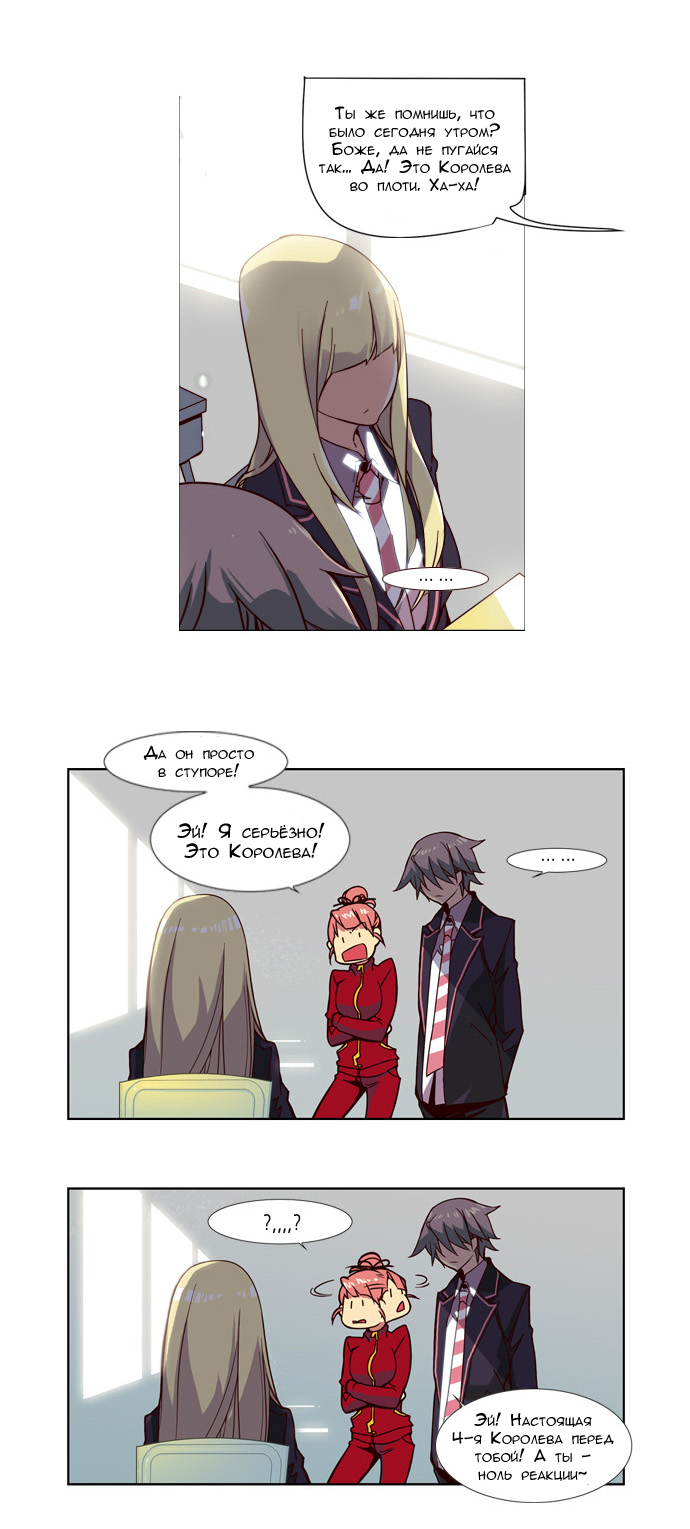 Ты же помнишь, что
было сегодня утром?
Боже, да не пугайся
так... Да! Это Королева
во плоти. Ха-ха!
... ...
Да он просто
в ступоре!
Эй! Я серьёзно!
Это Королева!
... ...
?,,,,?
Эй! Настоящая
4-я Королева перед
тобой! А ты -
ноль реакции~